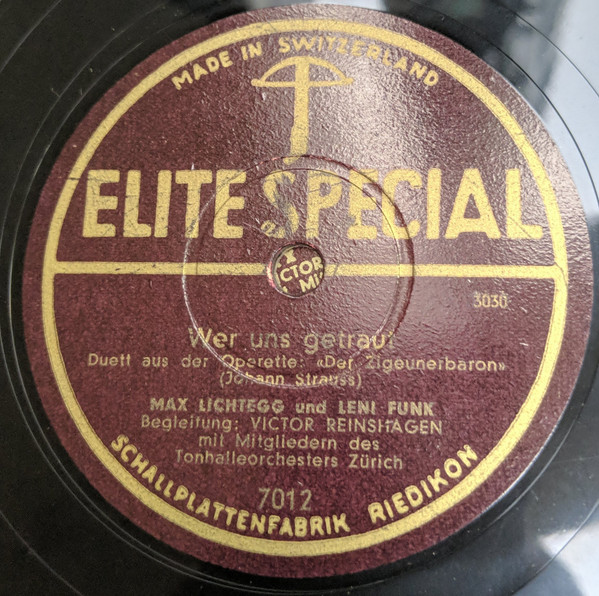 MADE IN SWITZERLAND
ELITE SPECIAL
3030
Wer uns getraut
Duett aus der Operette: «Der Zigeunerbaron»
(Johann Strauss)
MAX LICHTEGG und LENI FUNK
Begleitung: VICTOR REINSHAGEN
mit Mitgliedern des
Tonhalleorchesters Zürich
7012
SCHALLPLATTENFABRIK RIEDIKON